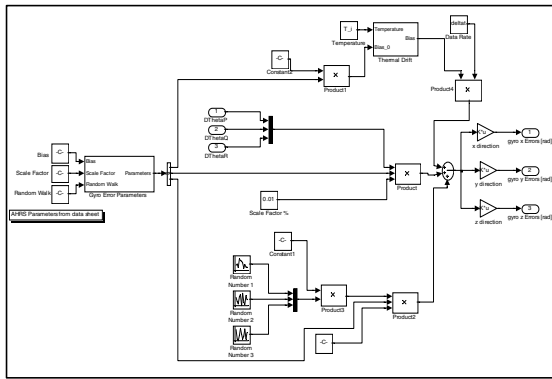 T_i
Temperature
Temperature
Bias_0
Bias
Thermal Drift
deltat
Data Rate
-C-
Constant2
×
Product1
×
Product4
1
DThetaP
2
DThetaQ
3
DThetaR
Bias
-C-
Scale Factor
-C-
Random Walk
-C-
Bias
Scale Factor
Random Walk
Parameters
Gyro Error Parameters
AHRS Parameters from data sheet
0.01
Scale Factor %
×
Product
K*u
x direction
1
gyro x Errors [rad]
K*u
y direction
2
gyro y Errors [rad]
K*u
z direction
3
gyro z Errors [rad]
-C-
Constant1
Random
Number 1
Random
Number 2
Random
Number 3
×
Product3
×
Product2
-C-